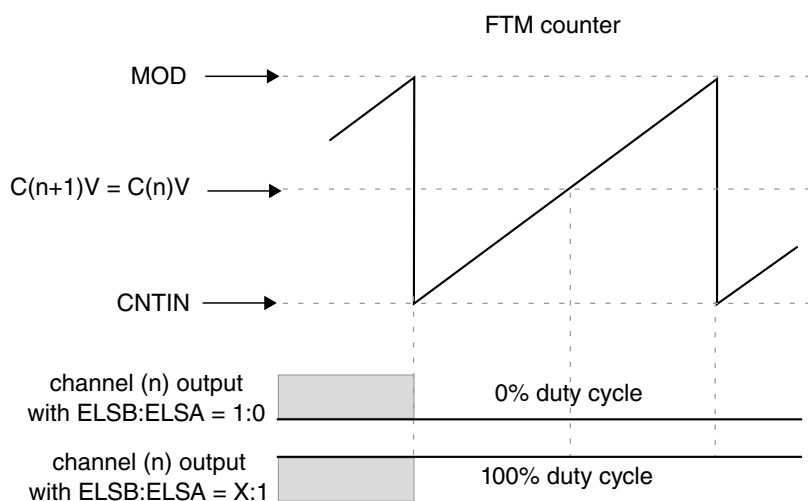 FTM counter
MOD
C(n+1)V = C(n)V
CNTIN
channel (n) output
with ELSB:ELSA = 1:0
0% duty cycle
channel (n) output
with ELSB:ELSA = X:1
100% duty cycle